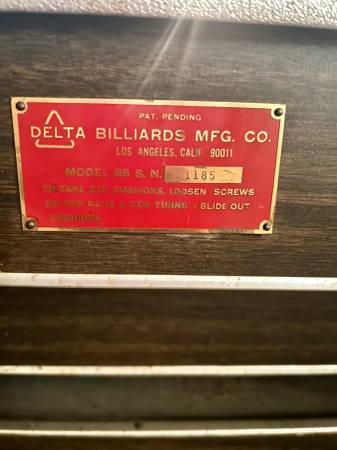 PAT. PENDING
DELTA BILLIARDS MFG. CO.
LOS ANGELES, CALIF. 90011
MODEL 88 S.N. 1185
TO TAKE OUT CUSHIONS, LOOSEN SCREWS
ON TOP RAILS A FEW TURNS - SLIDE OUT
CUSHIONS